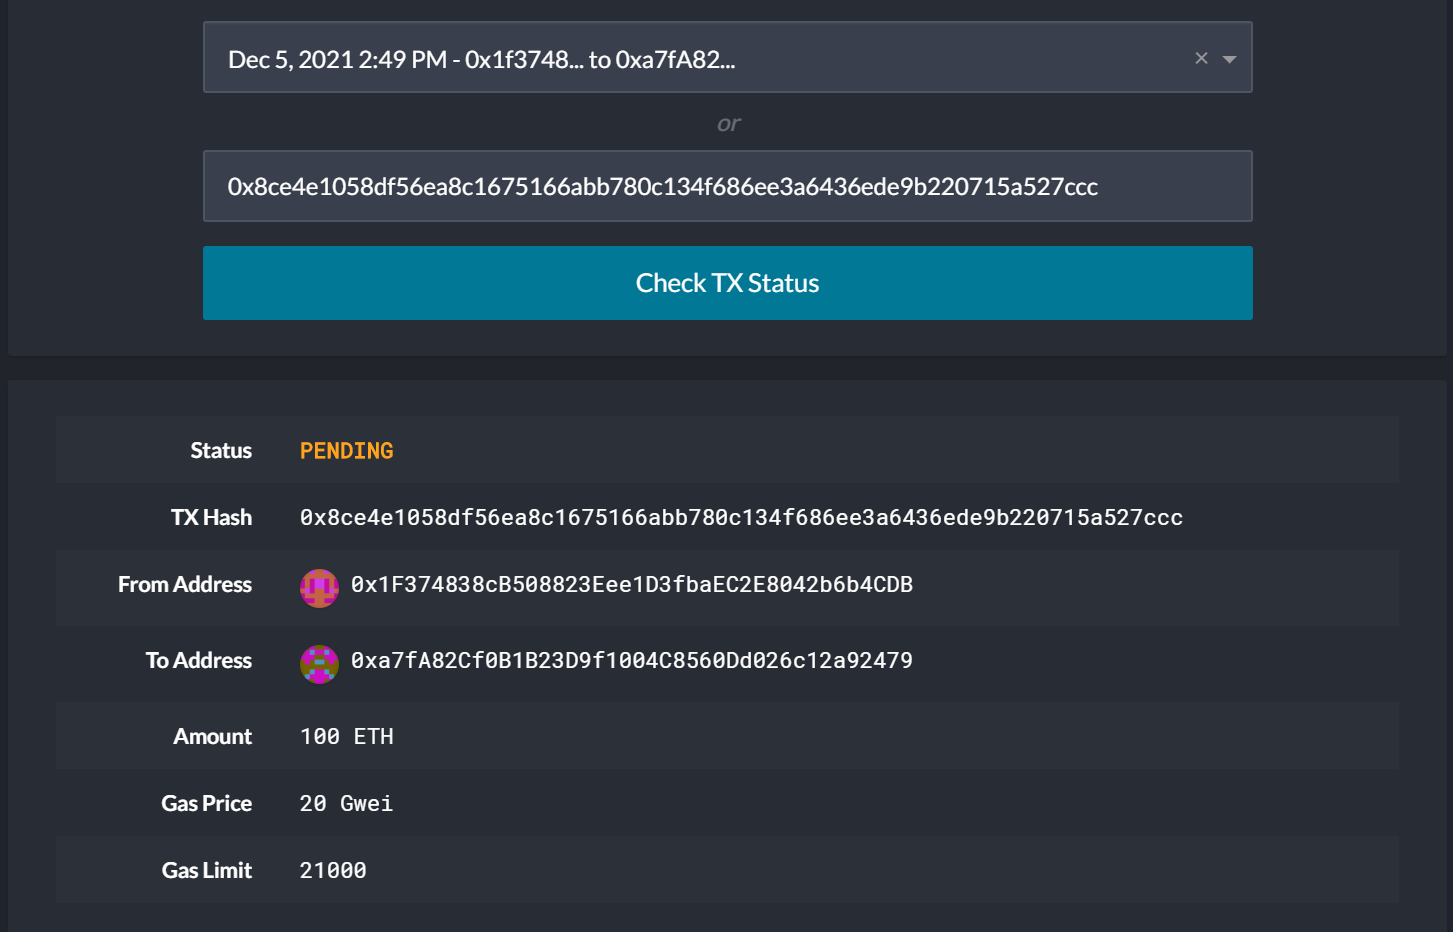 Dec 5, 2021 2:49 PM - 0x1f3748... to 0xa7fA82...
or
0x8ce4e1058df56ea8c1675166abb780c134f686ee3a6436ede9b220715a527ccc
Check TX Status
Status PENDING
TX Hash 0x8ce4e1058df56ea8c1675166abb780c134f686ee3a6436ede9b220715a527ccc
From Address 0x1F374838cB508823Eee1D3fbaEC2E8042b6b4CDB
To Address 0xa7fA82Cf0B1B23D9f1004C8560Dd026c12a92479
Amount 100 ETH
Gas Price 20 Gwei
Gas Limit 21000